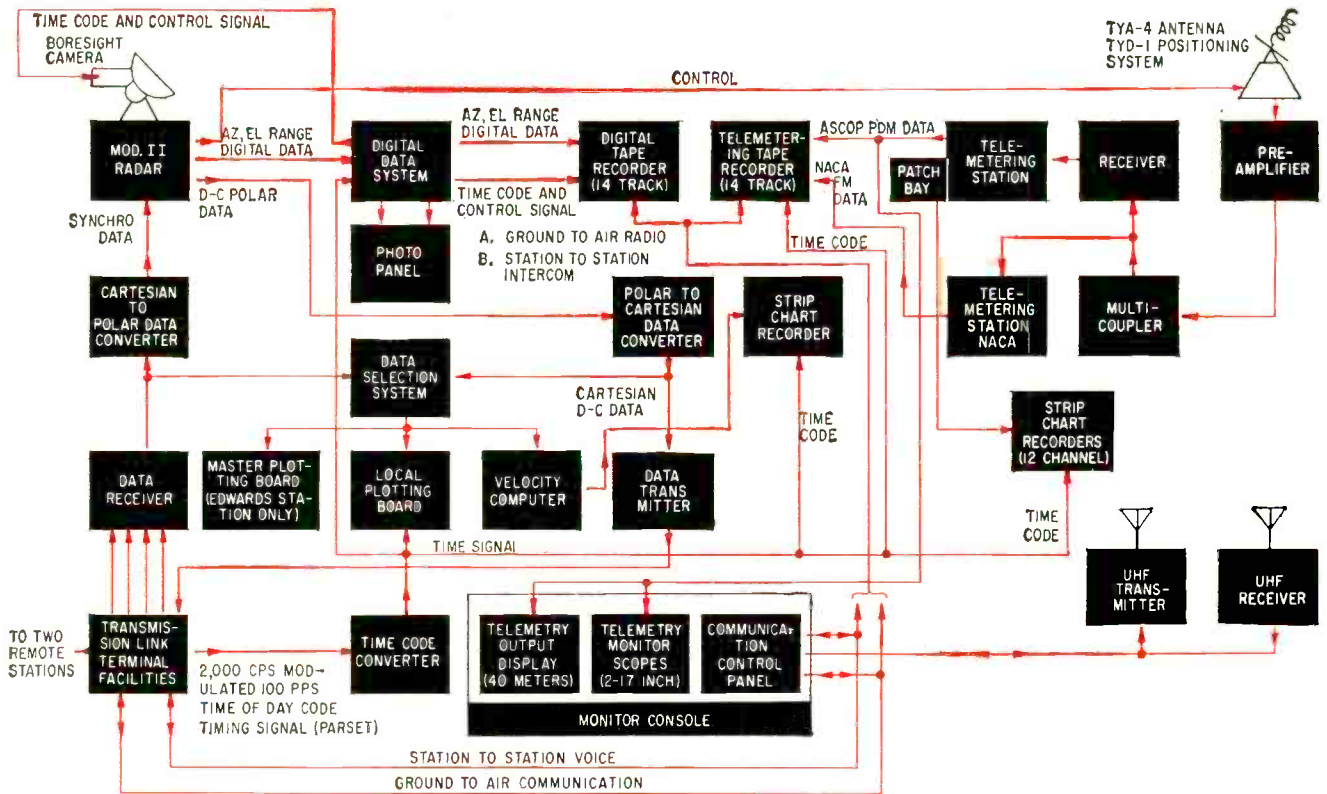 TIME CODE AND CONTROL SIGNAL
BORESIGHT
CAMERA
TYA-4 ANTENNA
TYD-1 POSITIONING
SYSTEM
CONTROL
MOD. II
RADAR
AZ, EL RANGE
DIGITAL DATA
DIGITAL
DATA
SYSTEM
AZ, EL RANGE
DIGITAL DATA
DIGITAL
TAPE
RECORDER
(14 TRACK)
TELEMETER-
ING TAPE
RECORDER
(14 TRACK)
ASCOP PDM DATA
NACA
FM
DATA
PATCH
BAY
TELE-
METERING
STATION
RECEIVER
PRE-
AMPLIFIER
D-C POLAR
DATA
TIME CODE AND
CONTROL SIGNAL
SYNCHRO
DATA
PHOTO
PANEL
A. GROUND TO AIR RADIO
B. STATION TO STATION
INTERCOM
TIME CODE
CARTESIAN
TO
POLAR DATA
CONVERTER
POLAR TO
CARTESIAN
DATA
CONVERTER
STRIP
CHART
RECORDER
TELE-
METERING
STATION
NACA
MULTI-
COUPLER
DATA
SELECTION
SYSTEM
CARTESIAN
D-C DATA
TIME
CODE
STRIP
CHART
RECORDERS
(12 CHANNEL)
DATA
RECEIVER
MASTER PLOT-
TING BOARD
(EDWARDS STA-
TION ONLY)
LOCAL
PLOTTING
BOARD
VELOCITY
COMPUTER
DATA
TRANS
MITTER
TIME
CODE
TIME SIGNAL
UHF
TRANS-
MITTER
UHF
RECEIVER
TO TWO
REMOTE
STATIONS
TRANSMIS-
SION LINK
TERMINAL
FACILITIES
2,000 CPS MOD-
ULATED 100 PPS
TIME OF DAY CODE
TIMING SIGNAL (PARSET)
TIME CODE
CONVERTER
TELEMETRY
OUTPUT
DISPLAY
(40 METERS)
TELEMETRY
MONITOR
SCOPES
(2-17 INCH)
COMMUNICA-
TION
CONTROL
PANEL
MONITOR CONSOLE
STATION TO STATION VOICE
GROUND TO AIR COMMUNICATION